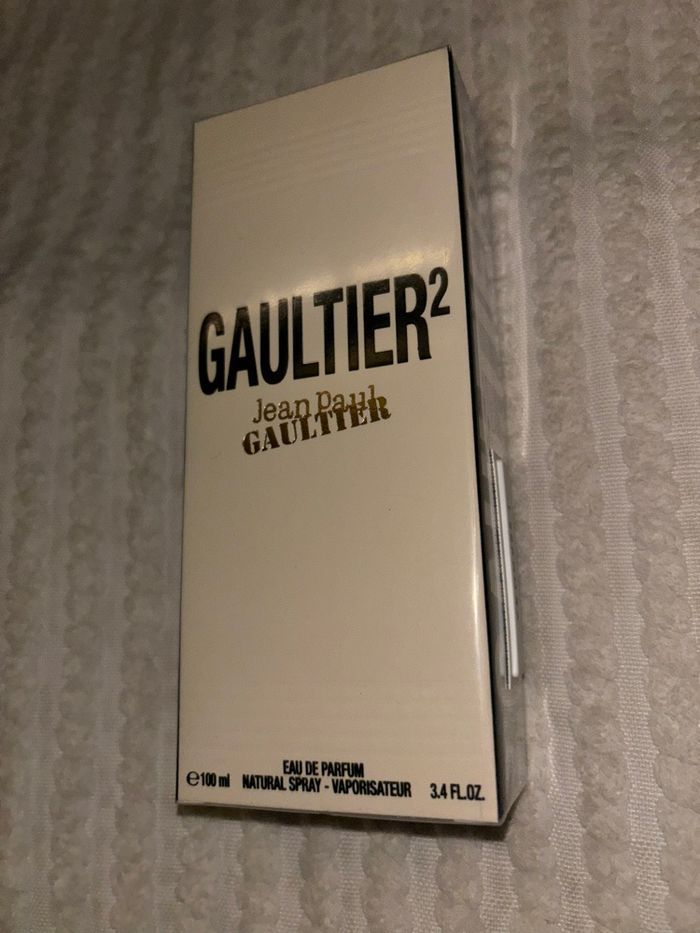 GAULTIER²
Jean Paul
GAULTIER
EAU DE PARFUM
℮100 ml NATURAL SPRAY - VAPORISATEUR 3.4 FL.OZ.